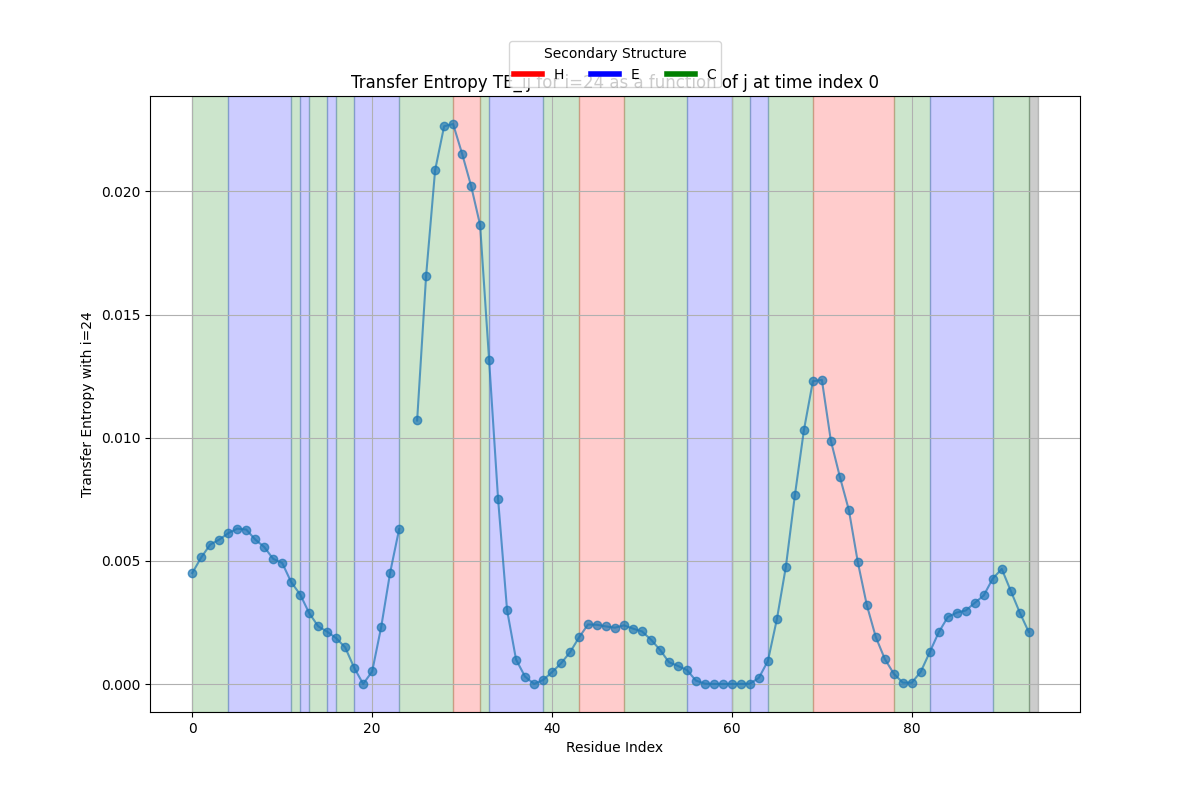 Secondary Structure
H E C
Transfer Entropy TE_ij for i=24 as a function of j at time index 0
Transfer Entropy with i=24
0.020
0.015
0.010
0.005
0.000
0 20 40 60 80
Residue Index